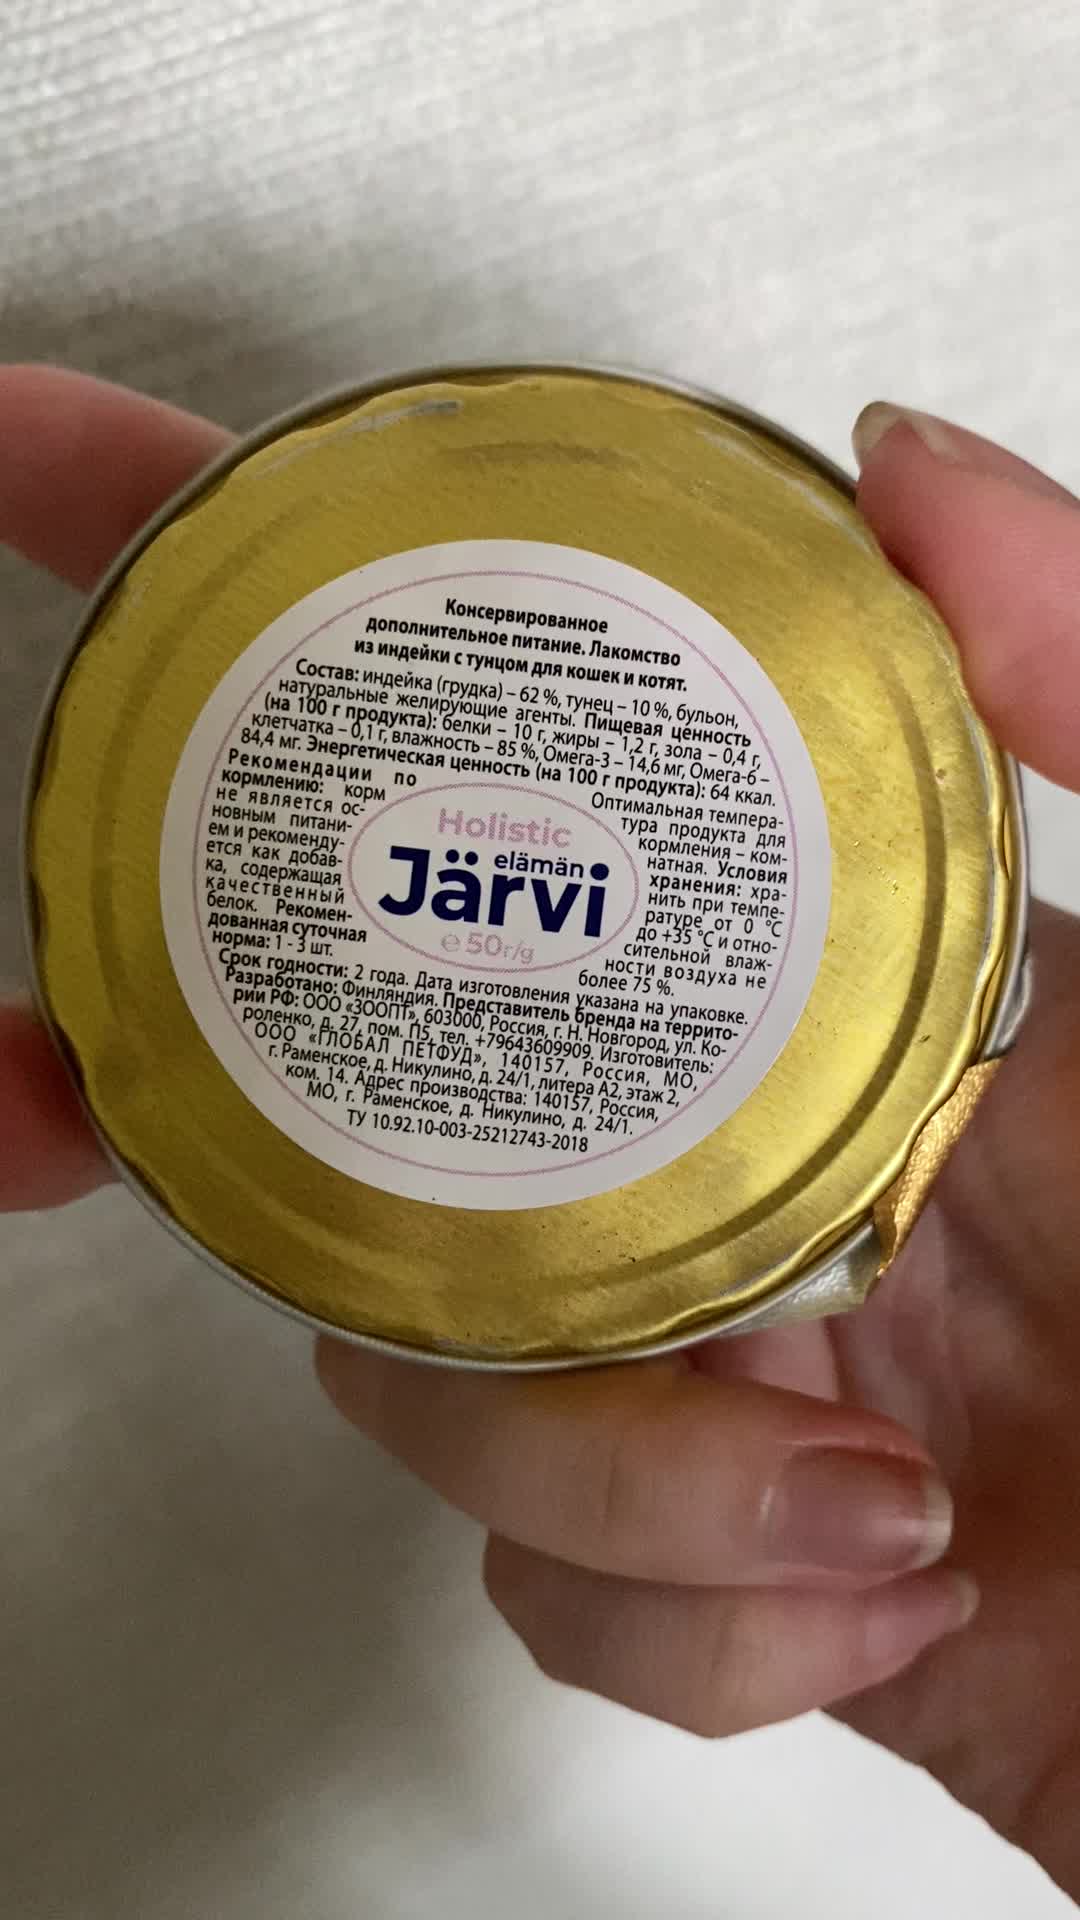 Консервированное
дополнительное питание. Лакомство
из индейки с тунцом для кошек и котят.
Состав: индейка (грудка) – 62 %, тунец – 10 %, бульон,
натуральные желирующие агенты. Пищевая ценность
(на 100 г продукта): белки – 10 г, жиры – 1,2 г, зола – 0,4 г,
клетчатка – 0,1 г, влажность – 85 %, Омега-3 – 14,6 мг, Омега-6 –
84,4 мг. Энергетическая ценность (на 100 г продукта): 64 ккал.
Рекомендации по
кормлению: корм
не является ос-
новным питани-
ем и рекоменду-
ется как добав-
ка, содержащая
качественный
белок. Рекомен-
дованная суточная
норма: 1 - 3 шт.
Holistic
elämän
Järvi
℮ 50г/g
Оптимальная темпера-
тура продукта для
кормления – ком-
натная. Условия
хранения: хра-
нить при темпе-
ратуре от 0 °C
до +35 °C и отно-
сительной влаж-
ности воздуха не
более 75 %.
Срок годности: 2 года. Дата изготовления указана на упаковке.
Разработано: Финляндия. Представитель бренда на террито-
рии РФ: ООО «ЗООПТ», 603000, Россия, г. Н. Новгород, ул. Ко-
роленко, д. 27, пом. П5, тел. +79643609909. Изготовитель:
ООО «ГЛОБАЛ ПЕТФУД», 140157, Россия, МО,
г. Раменское, д. Никулино, д. 24/1, литера А2, этаж 2,
ком. 14. Адрес производства: 140157, Россия,
МО, г. Раменское, д. Никулино, д. 24/1.
ТУ 10.92.10-003-25212743-2018